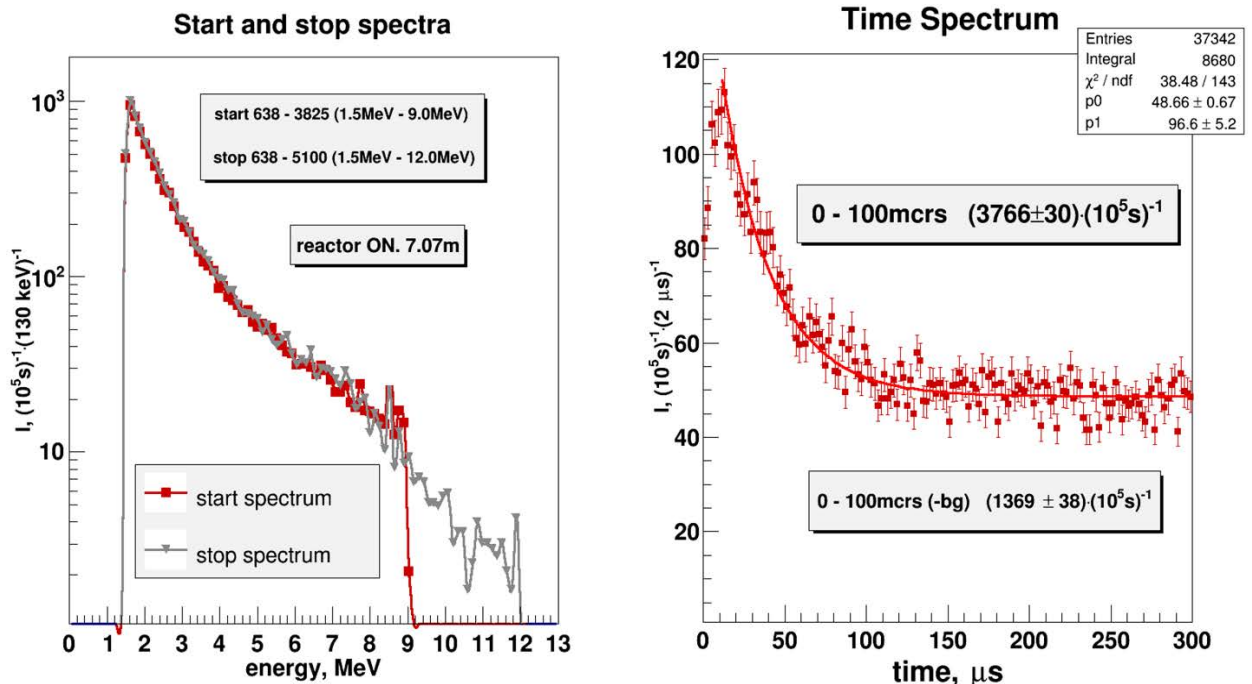 Start and stop spectra
10³
10²
10
I, (10⁵s)⁻¹·(130 keV)⁻¹
start 638 - 3825 (1.5MeV - 9.0MeV)
stop 638 - 5100 (1.5MeV - 12.0MeV)
reactor ON. 7.07m
start spectrum
stop spectrum
0 1 2 3 4 5 6 7 8 9 10 11 12 13
energy, MeV
Time Spectrum
Entries 37342
Integral 8680
χ² / ndf 38.48 / 143
p0 48.66 ± 0.67
p1 96.6 ± 5.2
120
100
80
60
40
20
I, (10⁵s)⁻¹·(2 μs)⁻¹
0 - 100mcrs (3766±30)·(10⁵s)⁻¹
0 - 100mcrs (-bg) (1369 ± 38)·(10⁵s)⁻¹
0 50 100 150 200 250 300
time, μs